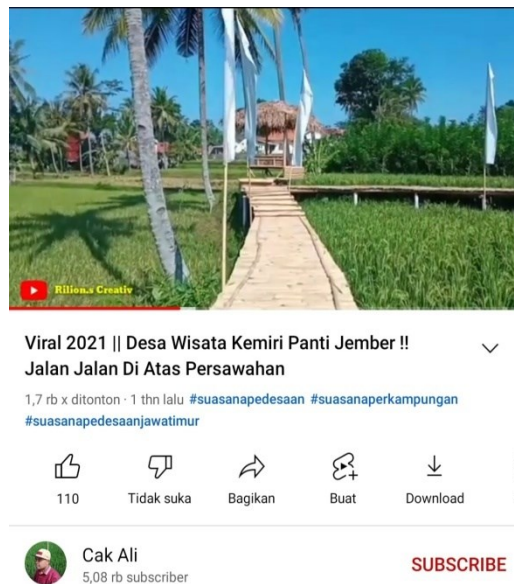 Rilion.s Creativ
Viral 2021 || Desa Wisata Kemiri Panti Jember !!
Jalan Jalan Di Atas Persawahan
1,7 rb x ditonton · 1 thn lalu #suasanapedesaan #suasanaperkampungan
#suasanapedesaanjawatimur
110 Tidak suka Bagikan Buat Download
Cak Ali
5,08 rb subscriber
SUBSCRIBE